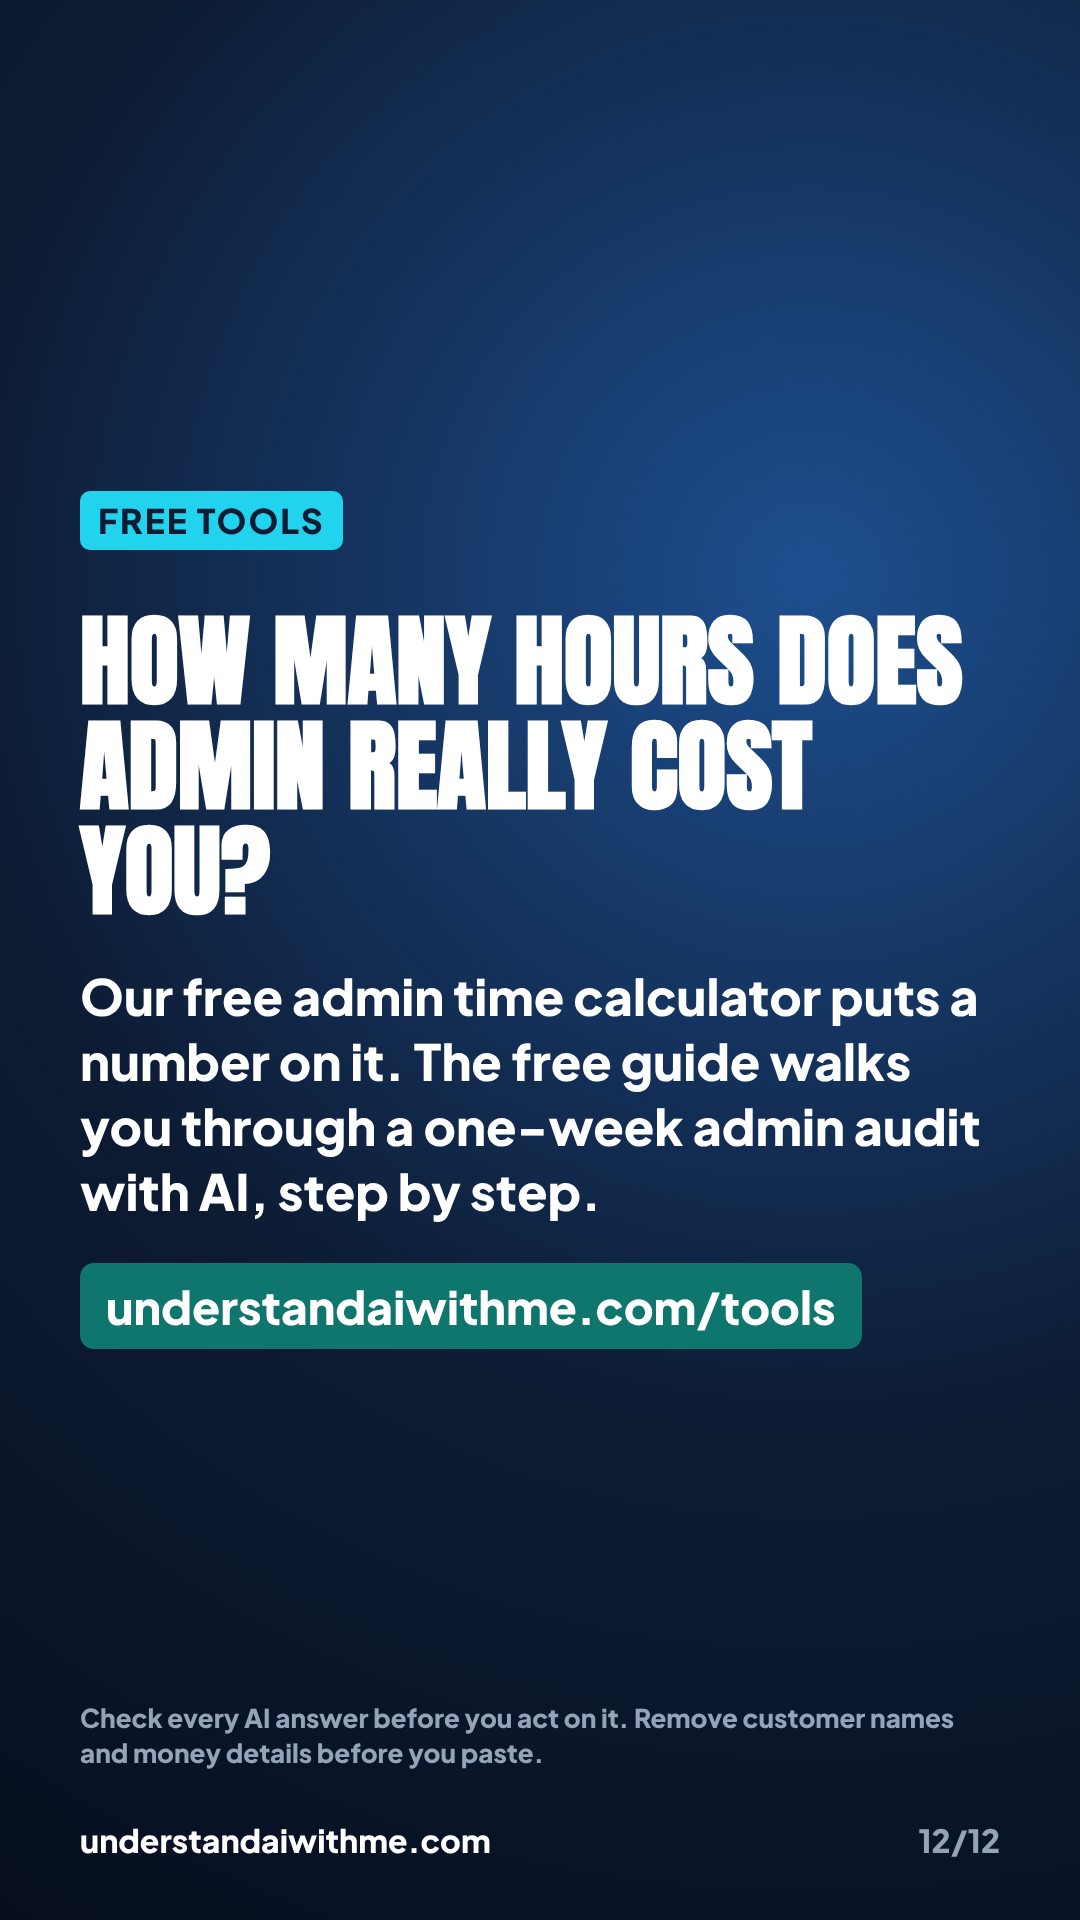 FREE TOOLS
HOW MANY HOURS DOES
ADMIN REALLY COST
YOU?
Our free admin time calculator puts a
number on it. The free guide walks
you through a one-week admin audit
with AI, step by step.
understandaiwithme.com/tools
Check every AI answer before you act on it. Remove customer names
and money details before you paste.
understandaiwithme.com
12/12